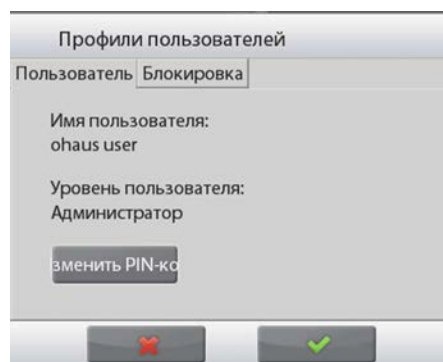 Профили пользователей
Пользователь Блокировка
Имя пользователя:
ohaus user
Уровень пользователя:
Администратор
зменить PIN-ко